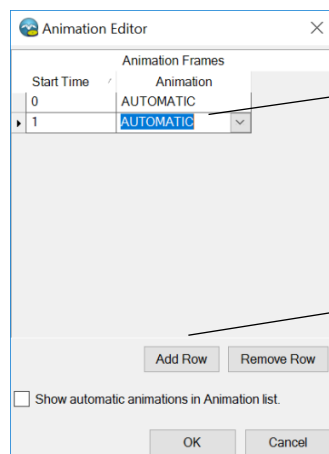 Animation Editor
Animation Frames
Start Time Animation
0 AUTOMATIC
1 AUTOMATIC
Add Row Remove Row
Show automatic animations in Animation list.
OK Cancel